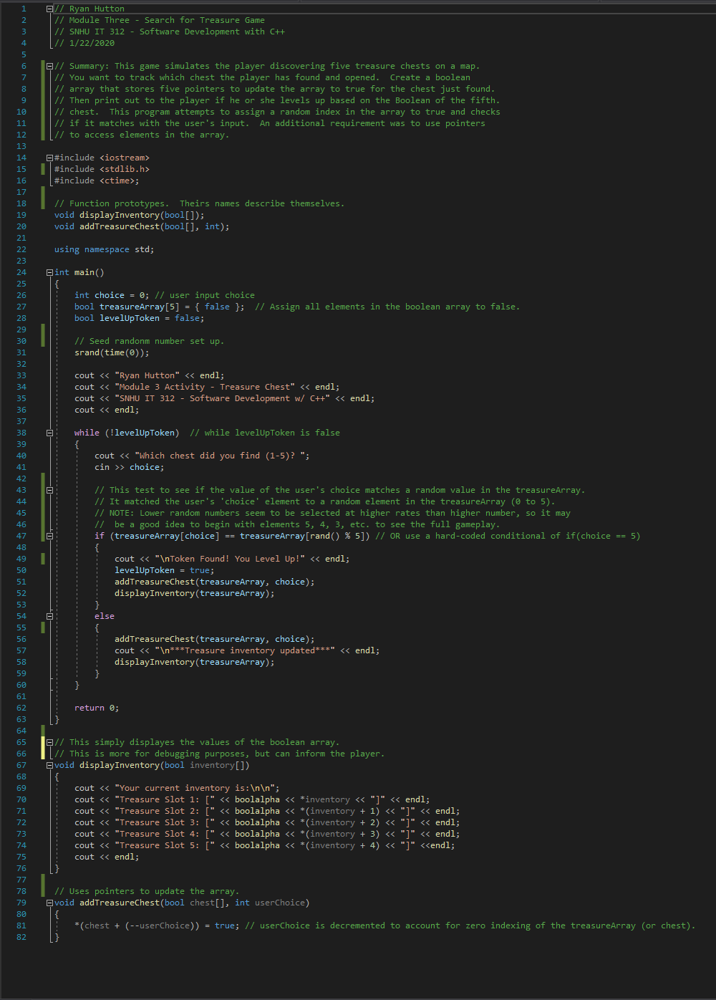 1 // Ryan Hutton
2 // Module Three - Search for Treasure Game
3 // SNHU IT 312 - Software Development with C++
4 // 1/22/2020
5
6 // Summary: This game simulates the player discovering five treasure chests on a map.
7 // You want to track which chest the player has found and opened.  Create a boolean
8 // array that stores five pointers to update the array to true for the chest just found.
9 // Then print out to the player if he or she levels up based on the Boolean of the fifth.
10 // chest.  This program attempts to assign a random index in the array to true and checks
11 // if it matches with the user's input.  An additional requirement was to use pointers
12 // to access elements in the array.
13
14 #include <iostream>
15 #include <stdlib.h>
16 #include <ctime>;
17
18 // Function prototypes.  Theirs names describe themselves.
19 void displayInventory(bool[]);
20 void addTreasureChest(bool[], int);
21
22 using namespace std;
23
24 int main()
25 {
26     int choice = 0; // user input choice
27     bool treasureArray[5] = { false };  // Assign all elements in the boolean array to false.
28     bool levelUpToken = false;
29
30     // Seed randonm number set up.
31     srand(time(0));
32
33     cout << "Ryan Hutton" << endl;
34     cout << "Module 3 Activity - Treasure Chest" << endl;
35     cout << "SNHU IT 312 - Software Development w/ C++" << endl;
36     cout << endl;
37
38     while (!levelUpToken)  // while levelUpToken is false
39     {
40         cout << "Which chest did you find (1-5)? ";
41         cin >> choice;
42
43         // This test to see if the value of the user's choice matches a random value in the treasureArray.
44         // It matched the user's 'choice' element to a random element in the treasureArray (0 to 5).
45         // NOTE: Lower random numbers seem to be selected at higher rates than higher number, so it may
46         //  be a good idea to begin with elements 5, 4, 3, etc. to see the full gameplay.
47         if (treasureArray[choice] == treasureArray[rand() % 5]) // OR use a hard-coded conditional of if(choice == 5)
48         {
49             cout << "\nToken Found! You Level Up!" << endl;
50             levelUpToken = true;
51             addTreasureChest(treasureArray, choice);
52             displayInventory(treasureArray);
53         }
54         else
55         {
56             addTreasureChest(treasureArray, choice);
57             cout << "\n***Treasure inventory updated***" << endl;
58             displayInventory(treasureArray);
59         }
60     }
61
62     return 0;
63 }
64
65 // This simply displayes the values of the boolean array.
66 // This is more for debugging purposes, but can inform the player.
67 void displayInventory(bool inventory[])
68 {
69     cout << "Your current inventory is:\n\n";
70     cout << "Treasure Slot 1: [" << boolalpha << *inventory << "]" << endl;
71     cout << "Treasure Slot 2: [" << boolalpha << *(inventory + 1) << "]" << endl;
72     cout << "Treasure Slot 3: [" << boolalpha << *(inventory + 2) << "]" << endl;
73     cout << "Treasure Slot 4: [" << boolalpha << *(inventory + 3) << "]" << endl;
74     cout << "Treasure Slot 5: [" << boolalpha << *(inventory + 4) << "]" <<endl;
75     cout << endl;
76 }
77
78 // Uses pointers to update the array.
79 void addTreasureChest(bool chest[], int userChoice)
80 {
81     *(chest + (--userChoice)) = true; // userChoice is decremented to account for zero indexing of the treasureArray (or chest).
82 }